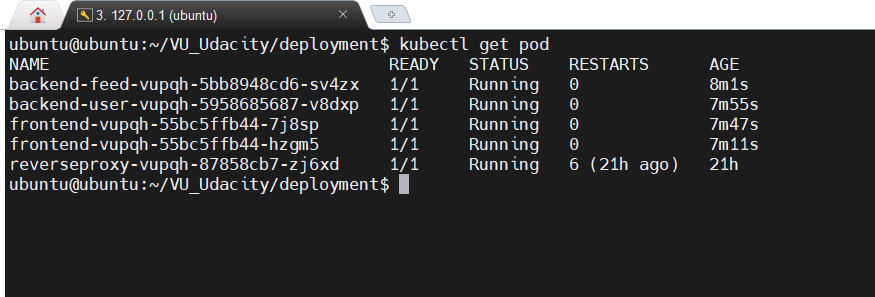 3. 127.0.0.1 (ubuntu)
ubuntu@ubuntu:~/VU_Udacity/deployment$ kubectl get pod
NAME READY STATUS RESTARTS AGE
backend-feed-vupqh-5bb8948cd6-sv4zx 1/1 Running 0 8m1s
backend-user-vupqh-5958685687-v8dxp 1/1 Running 0 7m55s
frontend-vupqh-55bc5ffb44-7j8sp 1/1 Running 0 7m47s
frontend-vupqh-55bc5ffb44-hzgm5 1/1 Running 0 7m11s
reverseproxy-vupqh-87858cb7-zj6xd 1/1 Running 6 (21h ago) 21h
ubuntu@ubuntu:~/VU_Udacity/deployment$